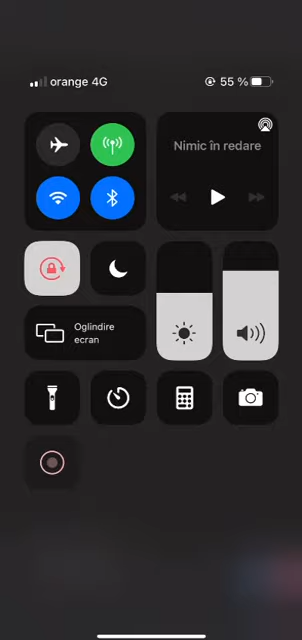 orange 4G
55 %
Nimic în redare
Oglindire
ecran